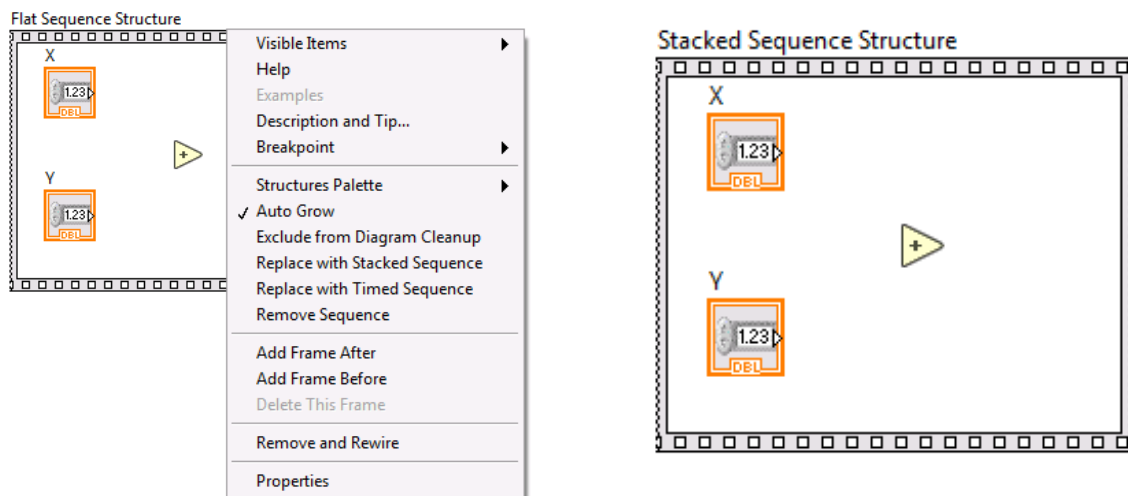 Flat Sequence Structure
X
1.23
DBL
+
Y
1.23
DBL
Visible Items
Help
Examples
Description and Tip...
Breakpoint
Structures Palette
Auto Grow
Exclude from Diagram Cleanup
Replace with Stacked Sequence
Replace with Timed Sequence
Remove Sequence
Add Frame After
Add Frame Before
Delete This Frame
Remove and Rewire
Properties
Stacked Sequence Structure
X
1.23
DBL
+
Y
1.23
DBL